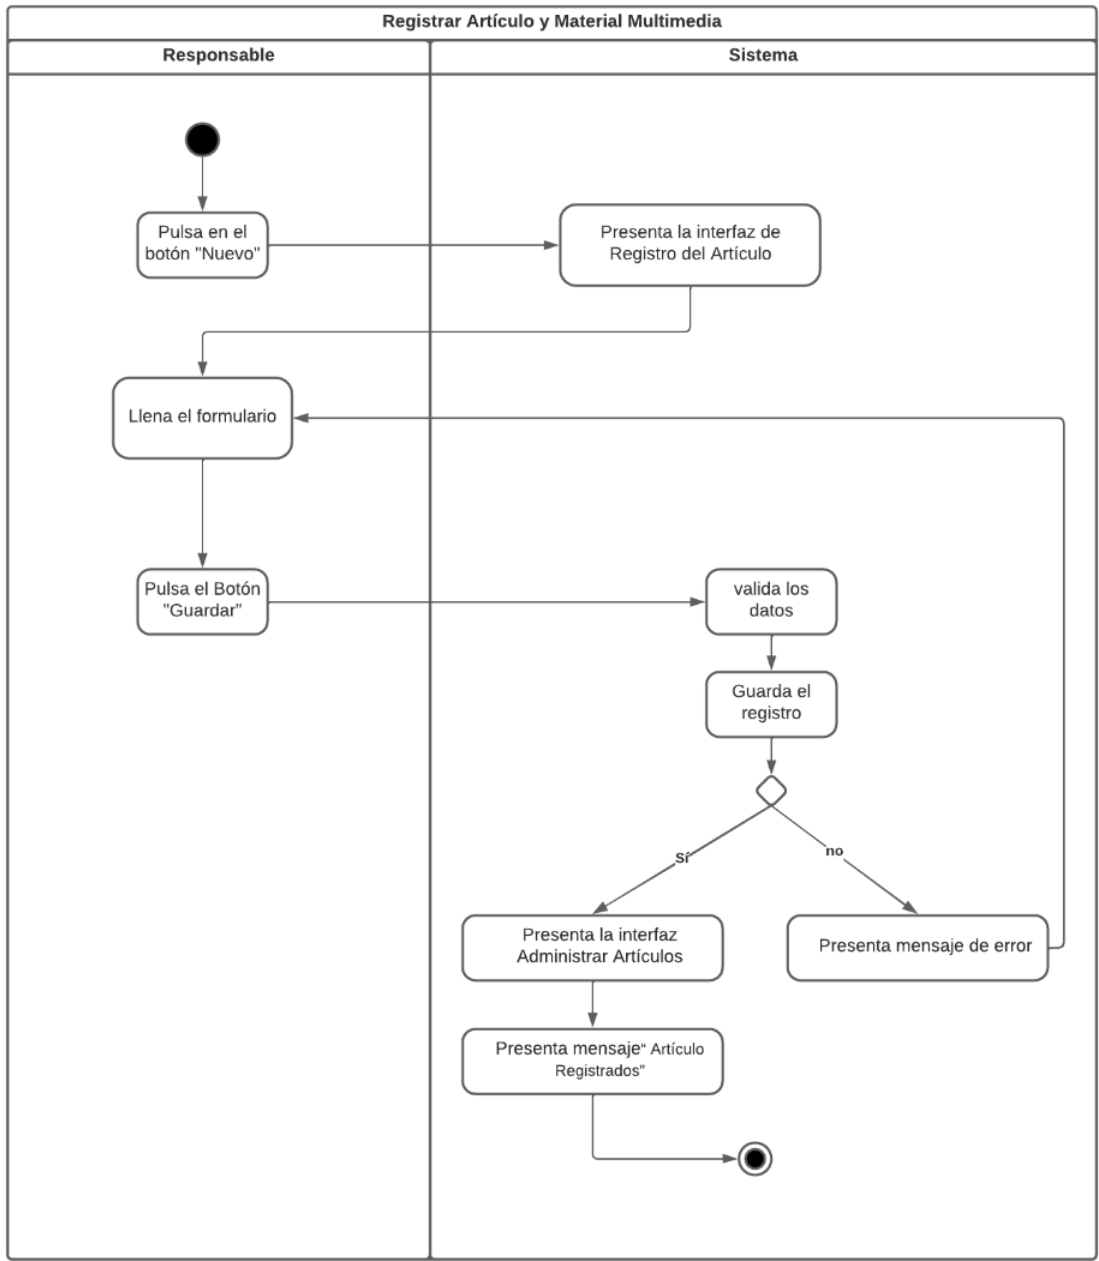 Registrar Artículo y Material Multimedia
Responsable
Sistema
Pulsa en el
botón "Nuevo"
Presenta la interfaz de
Registro del Artículo
Llena el formulario
Pulsa el Botón
"Guardar"
valida los
datos
Guarda el
registro
Sí
no
Presenta la interfaz
Administrar Artículos
Presenta mensaje de error
Presenta mensaje“ Artículo
Registrados”